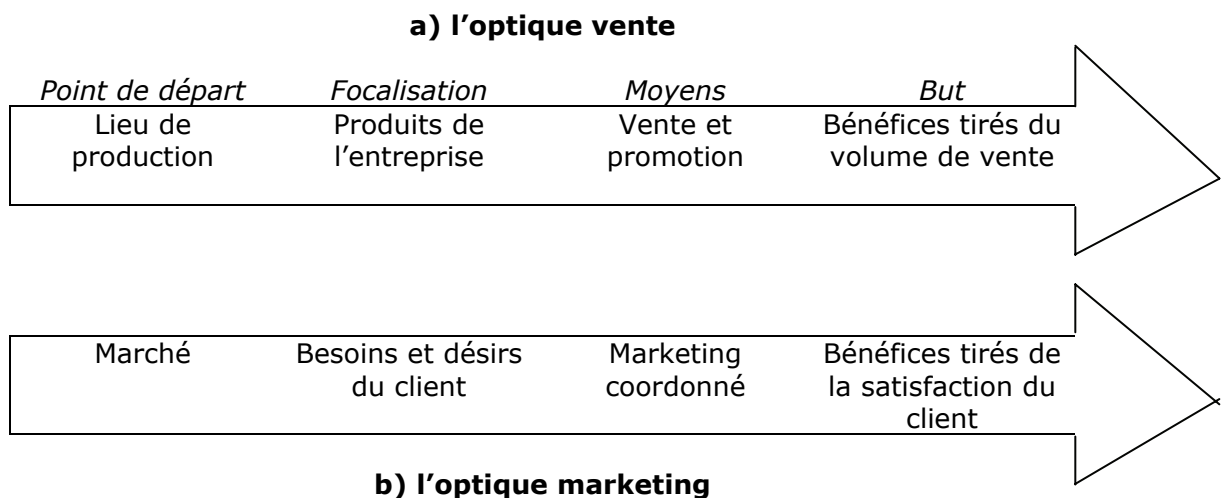 a) l’optique vente
Point de départ Focalisation Moyens But
Lieu de Produits de Vente et Bénéfices tirés du
production l’entreprise promotion volume de vente
Marché Besoins et désirs Marketing Bénéfices tirés de
du client coordonné la satisfaction du
client
b) l’optique marketing